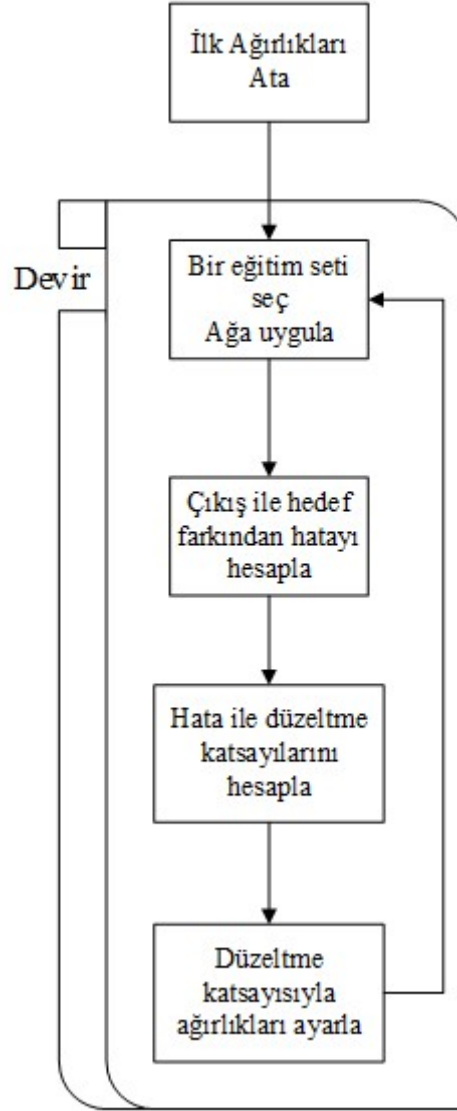 İlk Ağırlıkları
Ata
Devir
Bir eğitim seti
seç
Ağa uygula
Çıkış ile hedef
farkından hatayı
hesapla
Hata ile düzeltme
katsayılarını
hesapla
Düzeltme
katsayısıyla
ağırlıkları ayarla